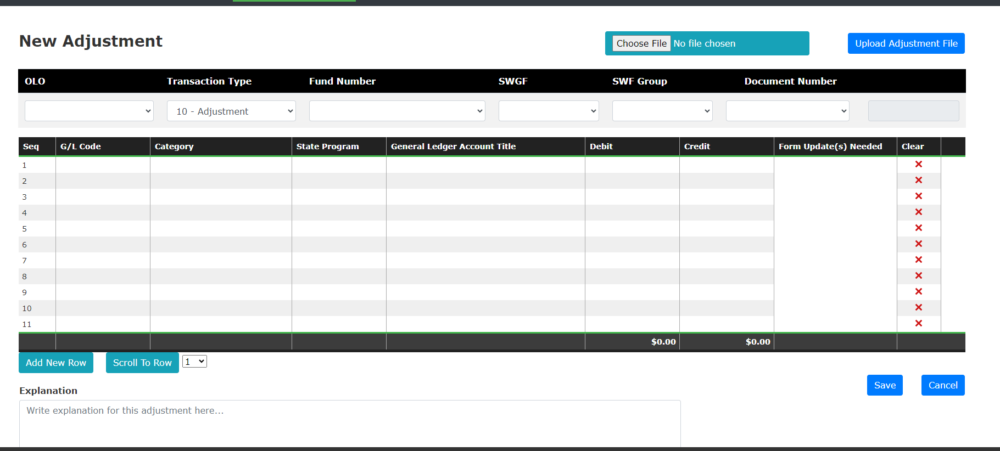 New Adjustment
Choose File No file chosen
Upload Adjustment File
OLO Transaction Type Fund Number SWGF SWF Group Document Number
10 - Adjustment
Seq G/L Code Category State Program General Ledger Account Title Debit Credit Form Update(s) Needed Clear
1
2
3
4
5
6
7
8
9
10
11
$0.00 $0.00
Add New Row Scroll To Row 1
Save Cancel
Explanation
Write explanation for this adjustment here...